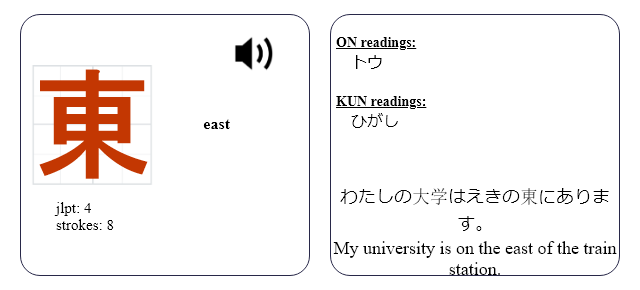 東
east
jlpt: 4
strokes: 8
ON readings:
トウ
KUN readings:
ひがし
わたしの大学はえきの東にありま
す。
My university is on the east of the train
station.